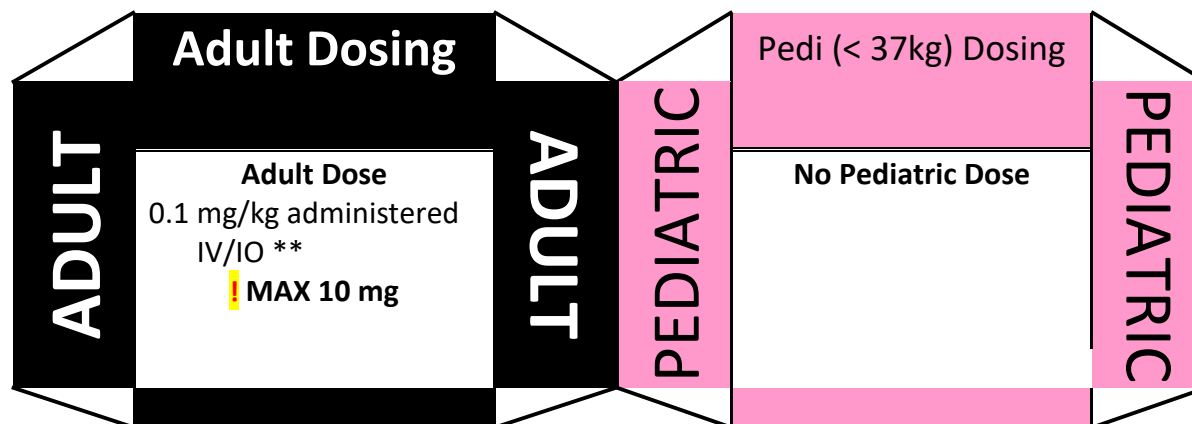 Adult Dosing
ADULT
Adult Dose
0.1 mg/kg administered
IV/IO **
! MAX 10 mg
ADULT
Pedi (< 37kg) Dosing
PEDIATRIC
No Pediatric Dose
PEDIATRIC